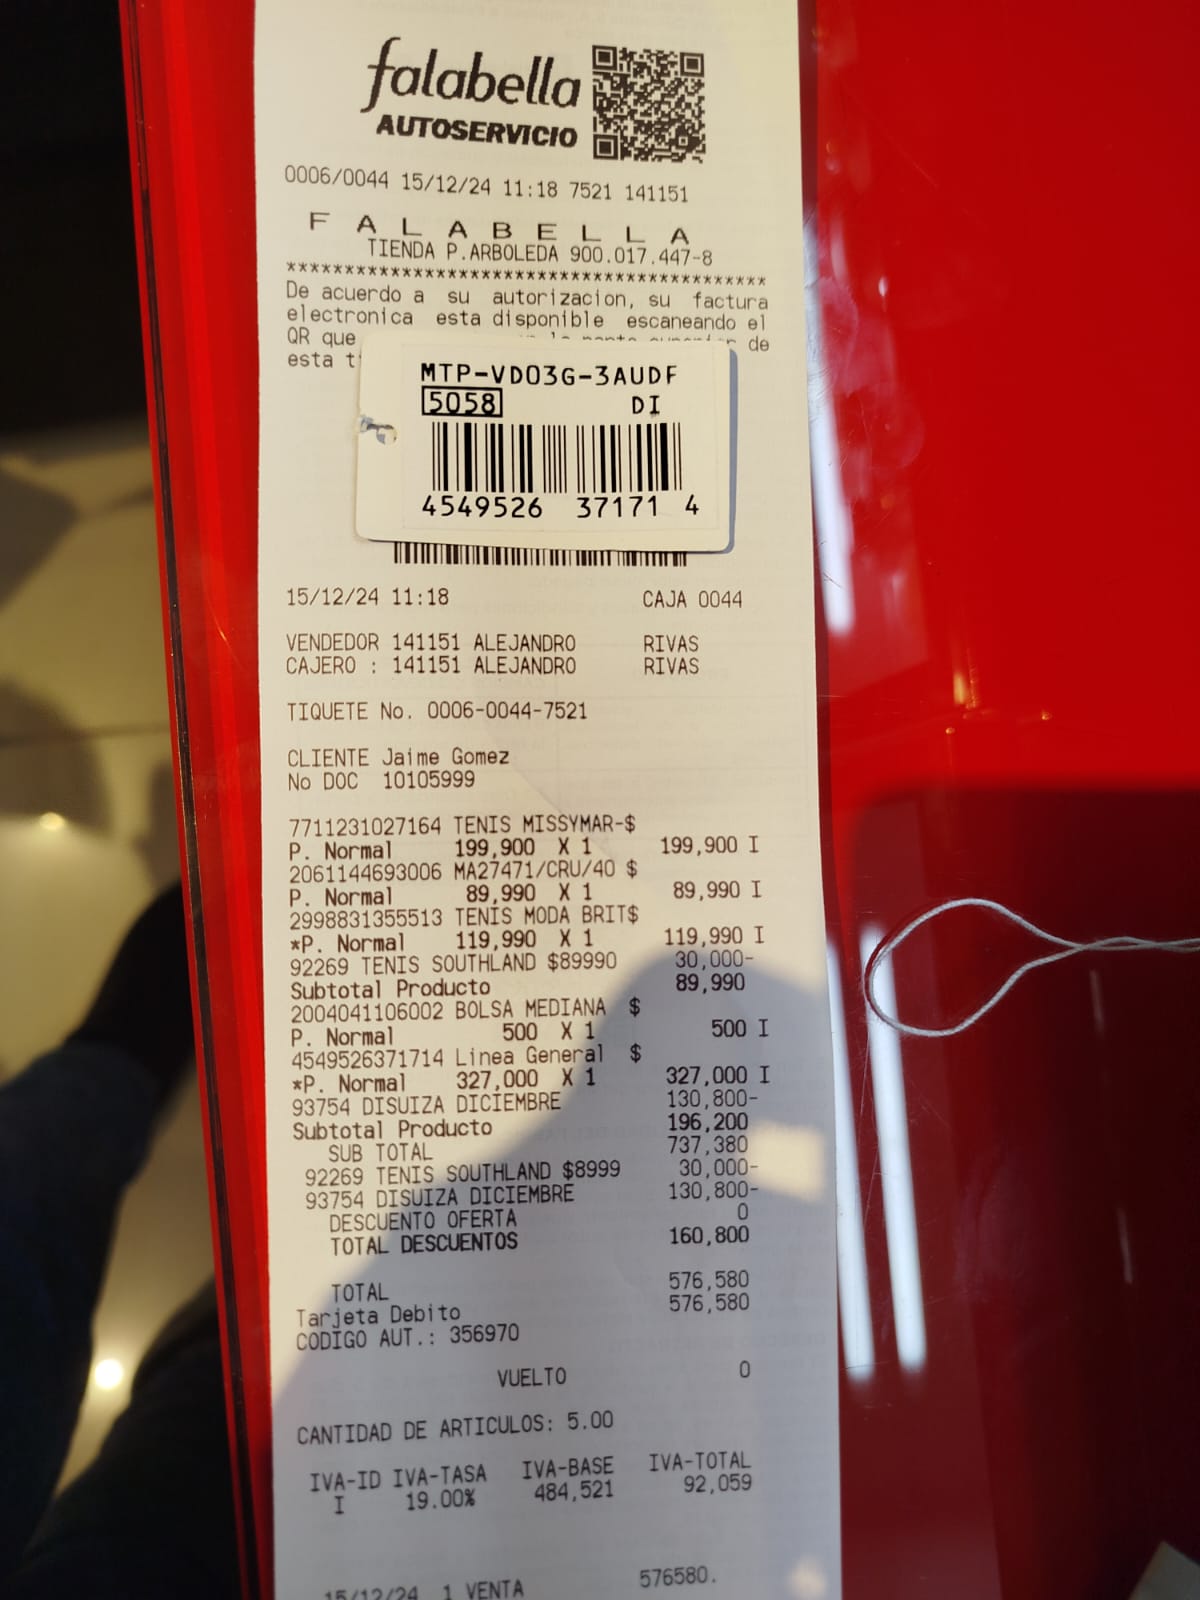 falabella
AUTOSERVICIO
0006/0044 15/12/24 11:18 7521 141151
F A L A B E L L A
TIENDA P.ARBOLEDA 900.017.447-8
*****************************************
De acuerdo a su autorizacion, su factura
electronica esta disponible escaneando el
QR que de
esta t
MTP-VD03G-3AUDF
5058 DI
4549526 37171 4
15/12/24 11:18 CAJA 0044
VENDEDOR 141151 ALEJANDRO RIVAS
CAJERO : 141151 ALEJANDRO RIVAS
TIQUETE No. 0006-0044-7521
CLIENTE Jaime Gomez
No DOC 10105999
7711231027164 TENIS MISSYMAR-$
P. Normal 199,900 X 1 199,900 I
2061144693006 MA27471/CRU/40 $
P. Normal 89,990 X 1 89,990 I
2998831355513 TENIS MODA BRIT$
*P. Normal 119,990 X 1 119,990 I
92269 TENIS SOUTHLAND $89990 30,000-
Subtotal Producto 89,990
2004041106002 BOLSA MEDIANA $
P. Normal 500 X 1 500 I
4549526371714 Linea General $
*P. Normal 327,000 X 1 327,000 I
93754 DISUIZA DICIEMBRE 130,800-
Subtotal Producto 196,200
SUB TOTAL 737,380
92269 TENIS SOUTHLAND $8999 30,000-
93754 DISUIZA DICIEMBRE 130,800-
DESCUENTO OFERTA 0
TOTAL DESCUENTOS 160,800
TOTAL 576,580
Tarjeta Debito 576,580
CODIGO AUT.: 356970
VUELTO 0
CANTIDAD DE ARTICULOS: 5.00
IVA-ID IVA-TASA IVA-BASE IVA-TOTAL
I 19.00% 484,521 92,059
15/12/24 1 VENTA 576580.